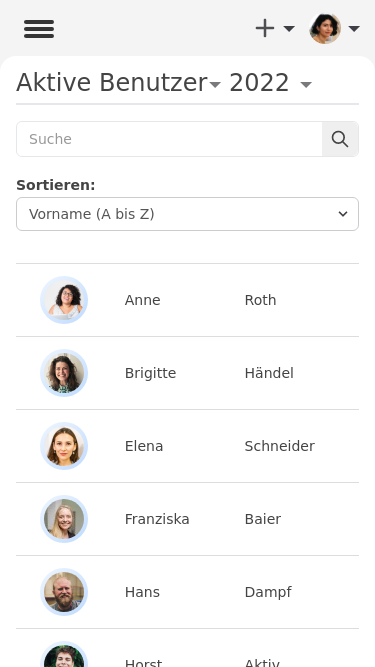 Aktive Benutzer 2022
Suche
Sortieren:
Vorname (A bis Z)
Anne Roth
Brigitte Händel
Elena Schneider
Franziska Baier
Hans Dampf
Horst Aktiv